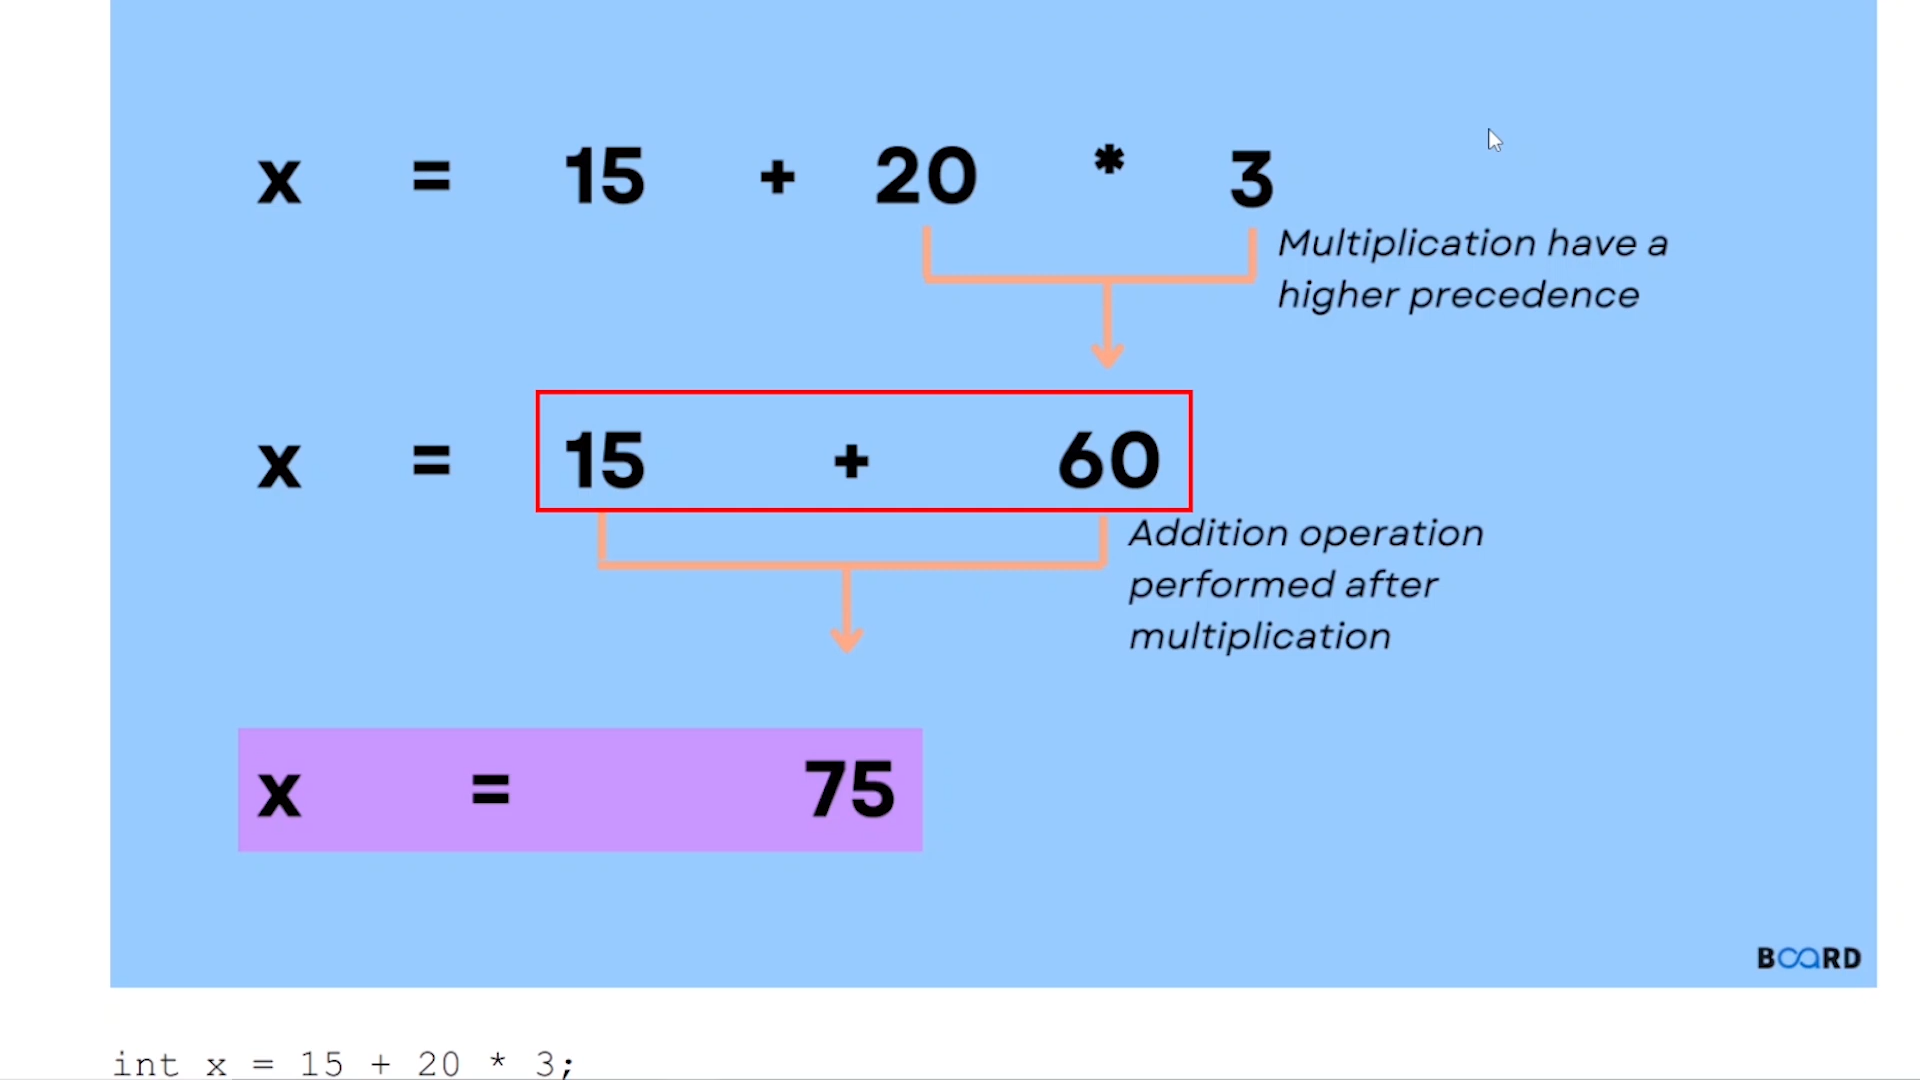 x = 15 + 20 * 3
Multiplication have a
higher precedence
x = 15 + 60
Addition operation
performed after
multiplication
x = 75
BOARD
int x = 15 + 20 * 3;